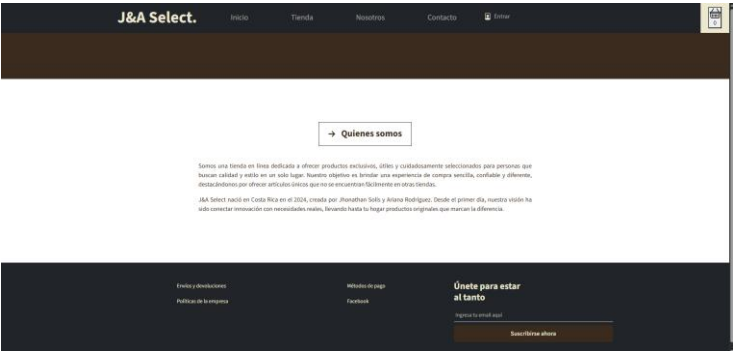 J&A Select.
Inicio
Tienda
Nosotros
Contacto
Entrar
0
→ Quienes somos
Somos una tienda en línea dedicada a ofrecer productos exclusivos, útiles y cuidadosamente seleccionados para personas que
buscan calidad y estilo en un solo lugar. Nuestro objetivo es brindar una experiencia de compra sencilla, confiable y diferente,
destacándonos por ofrecer artículos únicos que no se encuentran fácilmente en otras tiendas.
J&A Select nació en Costa Rica en el 2024, creada por Jhonathan Solís y Ariana Rodríguez. Desde el primer día, nuestra visión ha
sido conectar innovación con necesidades reales, llevando hasta tu hogar productos originales que marcan la diferencia.
Envíos y devoluciones
Políticas de la empresa
Métodos de pago
Facebook
Únete para estar
al tanto
Ingresa tu email aquí
Suscribirse ahora